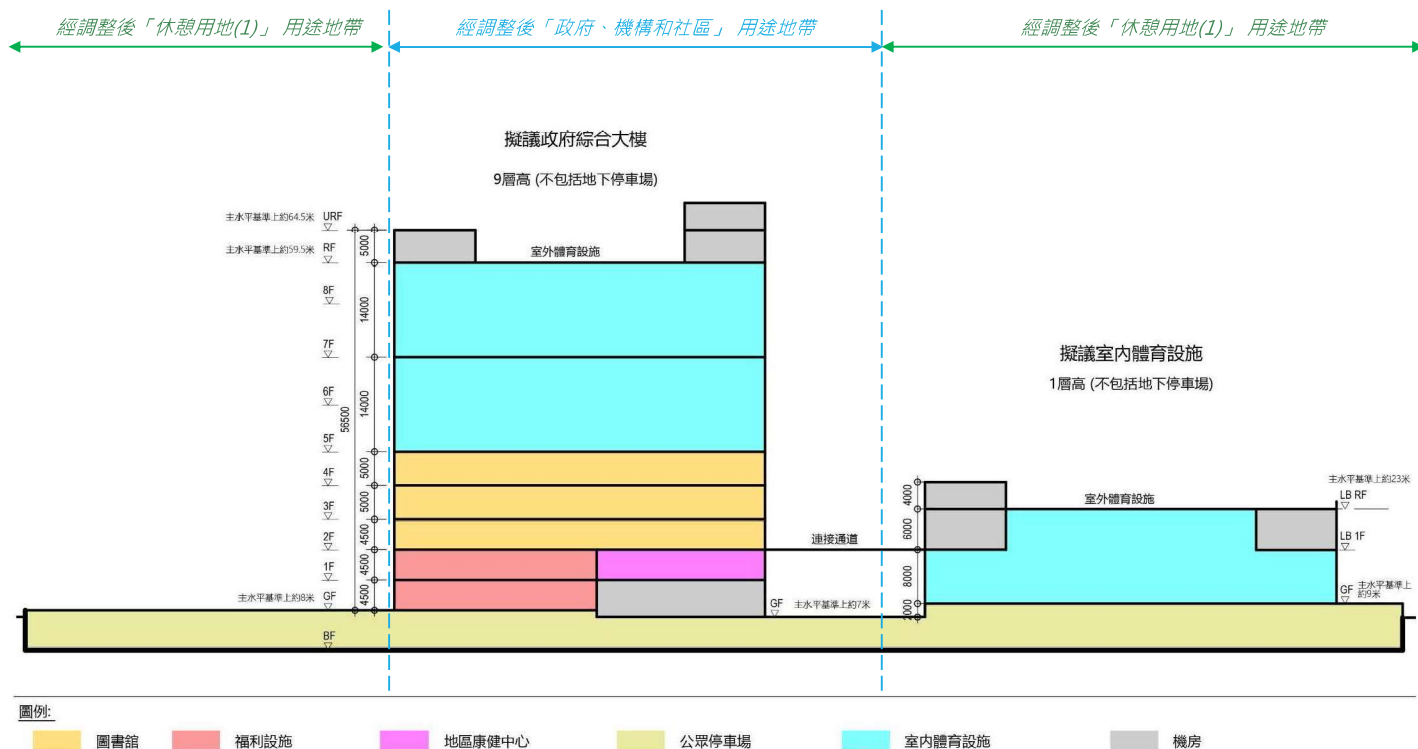 經調整後「休憩用地(1)」 用途地帶
經調整後「政府、機構和社區」 用途地帶
經調整後「休憩用地(1)」 用途地帶
擬議政府綜合大樓
9層高 (不包括地下停車場)
主水平基準上約64.5米 URF
主水平基準上約59.5米 RF
8F
7F
6F
5F
4F
3F
2F
1F
主水平基準上約8米 GF
BF
56500
5000
14000
14000
5000
5000
4500
4500
4500
室外體育設施
連接通道
GF 主水平基準上約7米
擬議室內體育設施
1層高 (不包括地下停車場)
4000
6000
8000
2000
室外體育設施
主水平基準上約23米
LB RF
LB 1F
GF 主水平基準上
約9米
圖例:
圖書館
福利設施
地區康健中心
公眾停車場
室內體育設施
機房